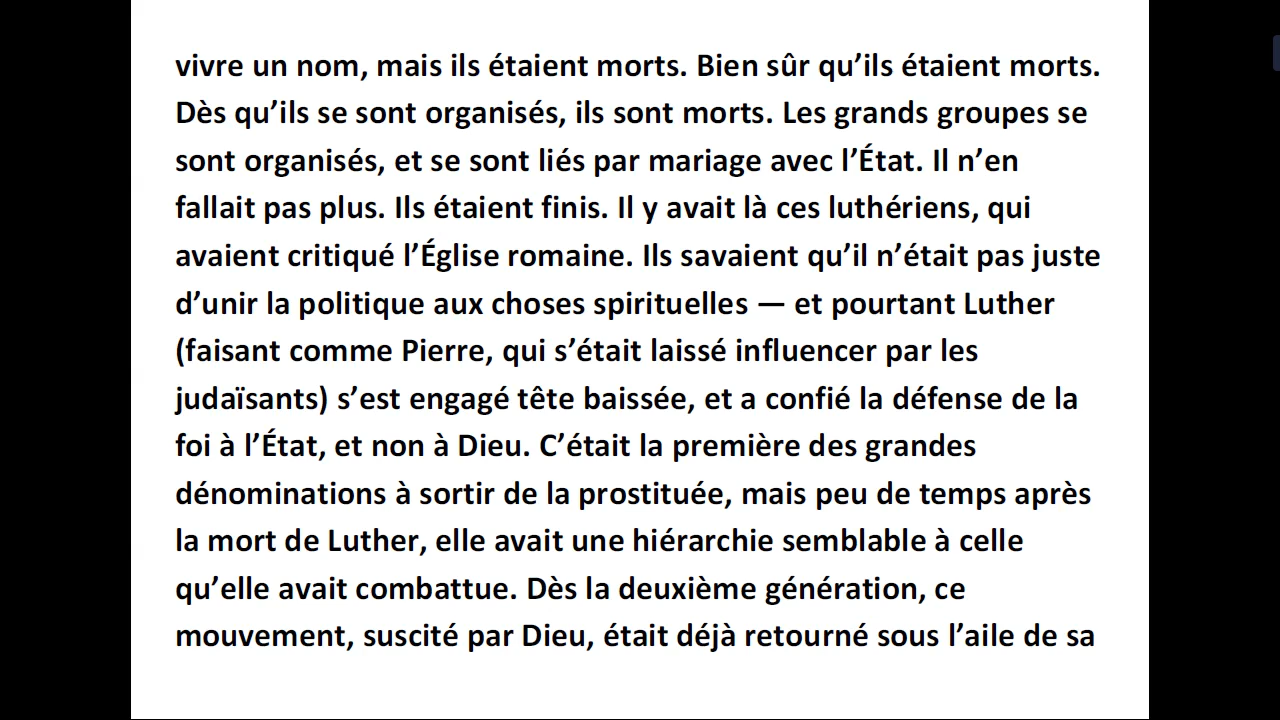 vivre un nom, mais ils étaient morts. Bien sûr qu’ils étaient morts.
Dès qu’ils se sont organisés, ils sont morts. Les grands groupes se
sont organisés, et se sont liés par mariage avec l’État. Il n’en
fallait pas plus. Ils étaient finis. Il y avait là ces luthériens, qui
avaient critiqué l’Église romaine. Ils savaient qu’il n’était pas juste
d’unir la politique aux choses spirituelles — et pourtant Luther
(faisant comme Pierre, qui s’était laissé influencer par les
judaïsants) s’est engagé tête baissée, et a confié la défense de la
foi à l’État, et non à Dieu. C’était la première des grandes
dénominations à sortir de la prostituée, mais peu de temps après
la mort de Luther, elle avait une hiérarchie semblable à celle
qu’elle avait combattue. Dès la deuxième génération, ce
mouvement, suscité par Dieu, était déjà retourné sous l’aile de sa